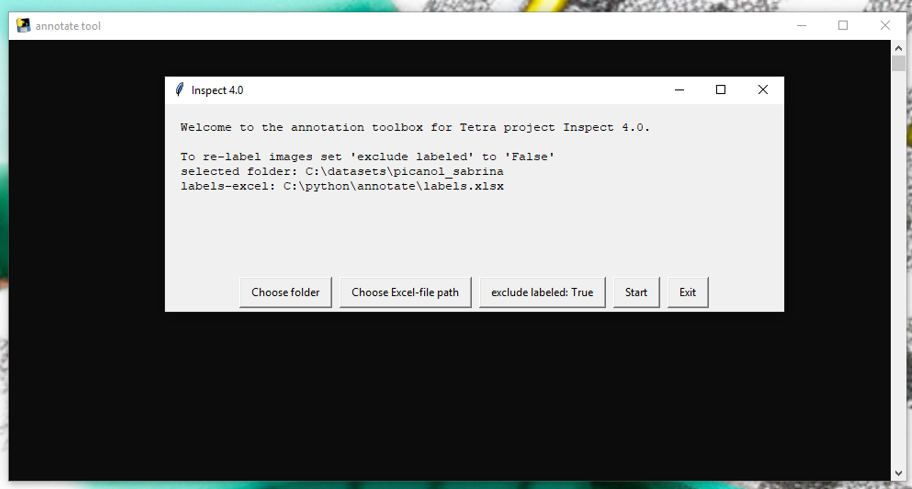 annotate tool
Inspect 4.0
Welcome to the annotation toolbox for Tetra project Inspect 4.0.
To re-label images set 'exclude labeled' to 'False'
selected folder: C:\datasets\picanol_sabrina
labels-excel: C:\python\annotate\labels.xlsx
Choose folder Choose Excel-file path exclude labeled: True Start Exit